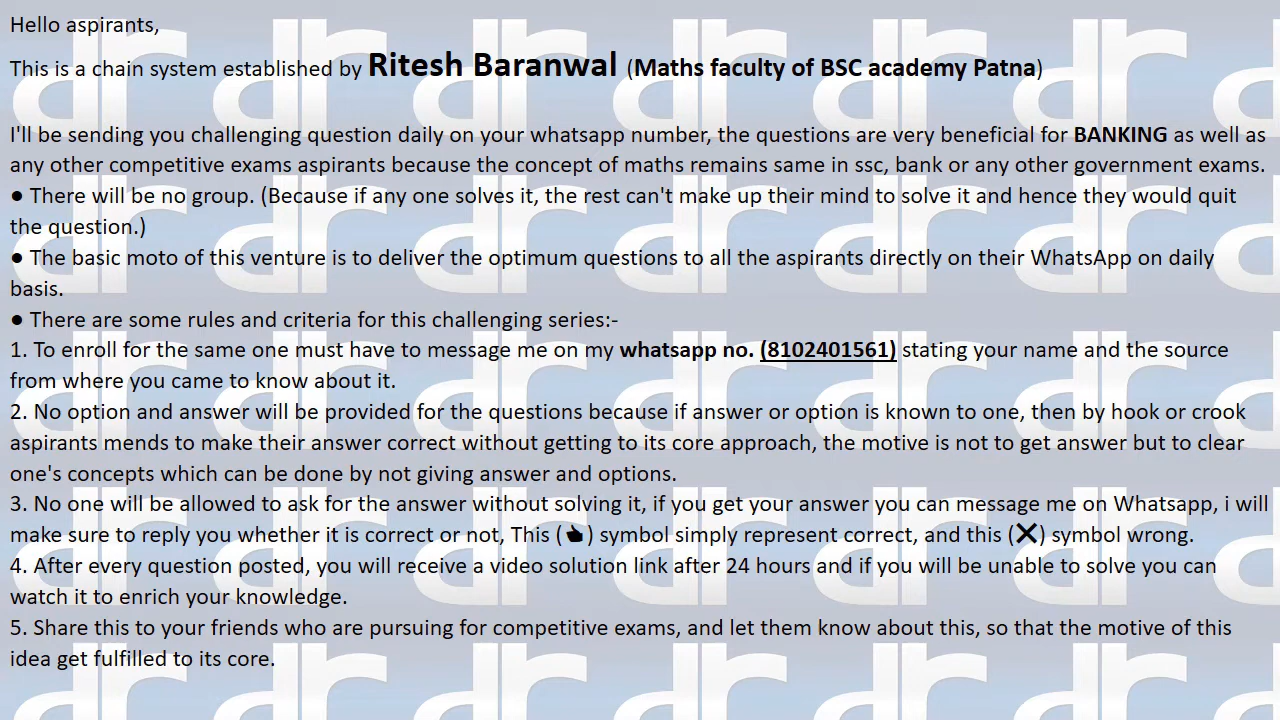 Hello aspirants,
This is a chain system established by Ritesh Baranwal (Maths faculty of BSC academy Patna)
I'll be sending you challenging question daily on your whatsapp number, the questions are very beneficial for BANKING as well as
any other competitive exams aspirants because the concept of maths remains same in ssc, bank or any other government exams.
● There will be no group. (Because if any one solves it, the rest can't make up their mind to solve it and hence they would quit
the question.)
● The basic moto of this venture is to deliver the optimum questions to all the aspirants directly on their WhatsApp on daily
basis.
● There are some rules and criteria for this challenging series:-
1. To enroll for the same one must have to message me on my whatsapp no. (8102401561) stating your name and the source
from where you came to know about it.
2. No option and answer will be provided for the questions because if answer or option is known to one, then by hook or crook
aspirants mends to make their answer correct without getting to its core approach, the motive is not to get answer but to clear
one's concepts which can be done by not giving answer and options.
3. No one will be allowed to ask for the answer without solving it, if you get your answer you can message me on Whatsapp, i will
make sure to reply you whether it is correct or not, This (👍) symbol simply represent correct, and this (❌) symbol wrong.
4. After every question posted, you will receive a video solution link after 24 hours and if you will be unable to solve you can
watch it to enrich your knowledge.
5. Share this to your friends who are pursuing for competitive exams, and let them know about this, so that the motive of this
idea get fulfilled to its core.